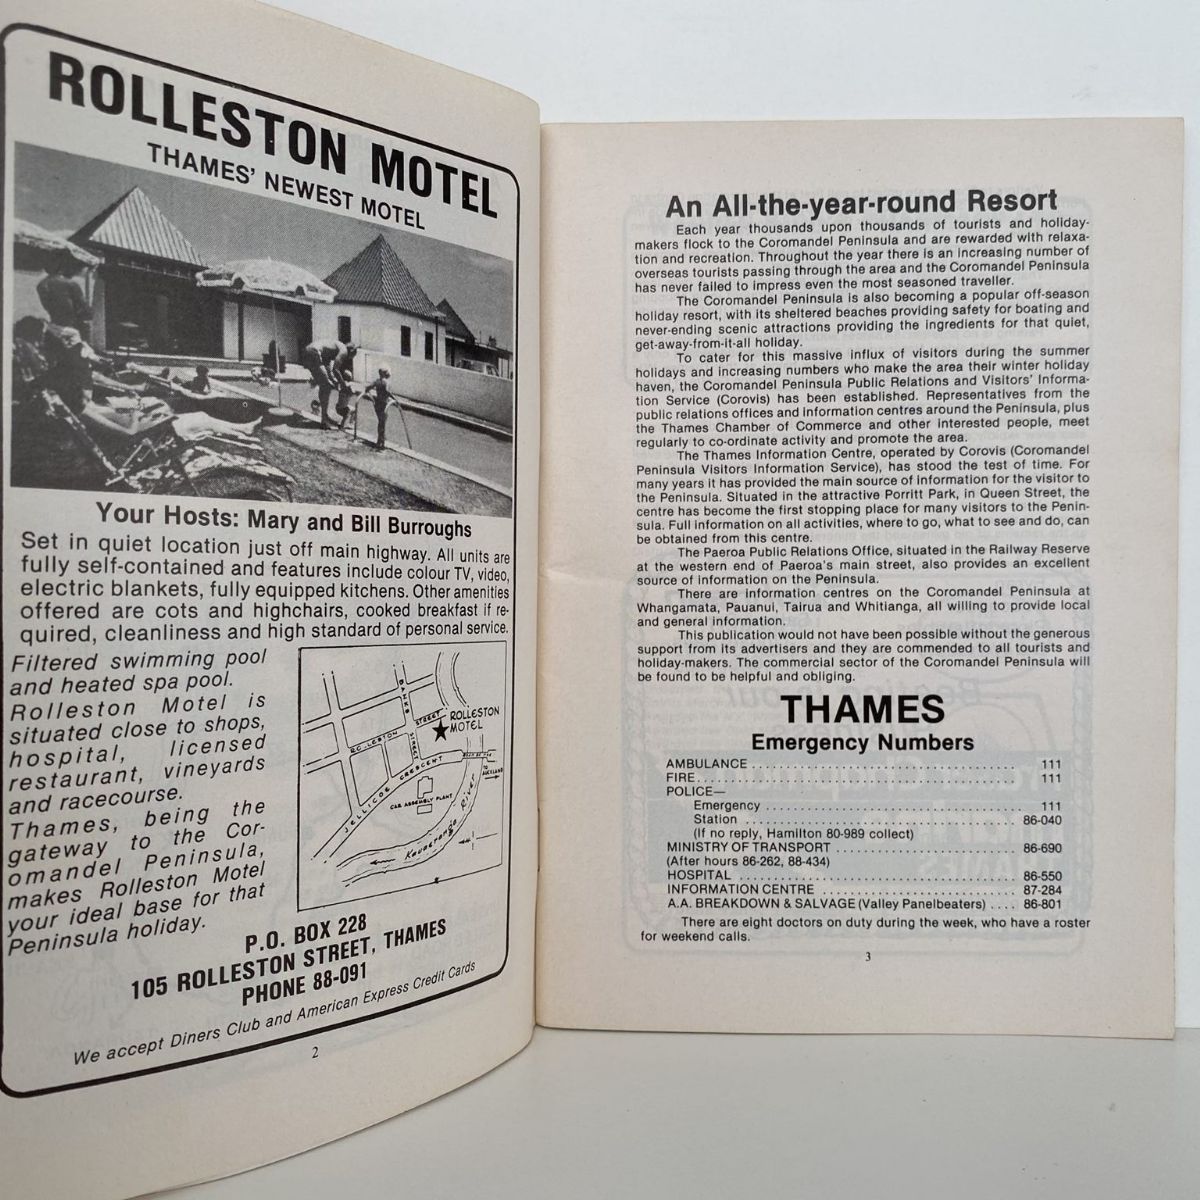 ROLLESTON MOTEL
THAMES' NEWEST MOTEL
Your Hosts: Mary and Bill Burroughs
Set in quiet location just off main highway. All units are
fully self-contained and features include colour TV, video,
electric blankets, fully equipped kitchens. Other amenities
offered are cots and highchairs, cooked breakfast if re-
quired, cleanliness and high standard of personal service.
Filtered swimming pool
and heated spa pool.
Rolleston Motel is
situated close to shops,
hospital, licensed
restaurant, vineyards
and racecourse.
Thames, being the
gateway to the Cor-
omandel Peninsula,
makes Rolleston Motel
your ideal base for that
Peninsula holiday.
BANKS
STREET
ROLLESTON
STREET
ROLLESTON
MOTEL
JELLICOE CRESCENT
CAR ASSEMBLY PLANT
TO
AUCKLAND
Kauaeranga River
P.O. BOX 228
105 ROLLESTON STREET, THAMES
PHONE 88-091
We accept Diners Club and American Express Credit Cards
2
An All-the-year-round Resort
Each year thousands upon thousands of tourists and holiday-
makers flock to the Coromandel Peninsula and are rewarded with relaxa-
tion and recreation. Throughout the year there is an increasing number of
overseas tourists passing through the area and the Coromandel Peninsula
has never failed to impress even the most seasoned traveller.
The Coromandel Peninsula is also becoming a popular off-season
holiday resort, with its sheltered beaches providing safety for boating and
never-ending scenic attractions providing the ingredients for that quiet,
get-away-from-it-all holiday.
To cater for this massive influx of visitors during the summer
holidays and increasing numbers who make the area their winter holiday
haven, the Coromandel Peninsula Public Relations and Visitors' Informa-
tion Service (Corovis) has been established. Representatives from the
public relations offices and information centres around the Peninsula, plus
the Thames Chamber of Commerce and other interested people, meet
regularly to co-ordinate activity and promote the area.
The Thames Information Centre, operated by Corovis (Coromandel
Peninsula Visitors Information Service), has stood the test of time. For
many years it has provided the main source of information for the visitor to
the Peninsula. Situated in the attractive Porritt Park, in Queen Street, the
centre has become the first stopping place for many visitors to the Penin-
sula. Full information on all activities, where to go, what to see and do, can
be obtained from this centre.
The Paeroa Public Relations Office, situated in the Railway Reserve
at the western end of Paeroa's main street, also provides an excellent
source of information on the Peninsula.
There are information centres on the Coromandel Peninsula at
Whangamata, Pauanui, Tairua and Whitianga, all willing to provide local
and general information.
This publication would not have been possible without the generous
support from its advertisers and they are commended to all tourists and
holiday-makers. The commercial sector of the Coromandel Peninsula will
be found to be helpful and obliging.
THAMES
Emergency Numbers
AMBULANCE ........................................ 111
FIRE ................................................ 111
POLICE—
Emergency ................................... 111
Station ..................................... 86-040
(If no reply, Hamilton 80-989 collect)
MINISTRY OF TRANSPORT .......................... 86-690
(After hours 86-262, 88-434)
HOSPITAL ......................................... 86-550
INFORMATION CENTRE ............................ 87-284
A.A. BREAKDOWN & SALVAGE (Valley Panelbeaters) .... 86-801
There are eight doctors on duty during the week, who have a roster
for weekend calls.
3